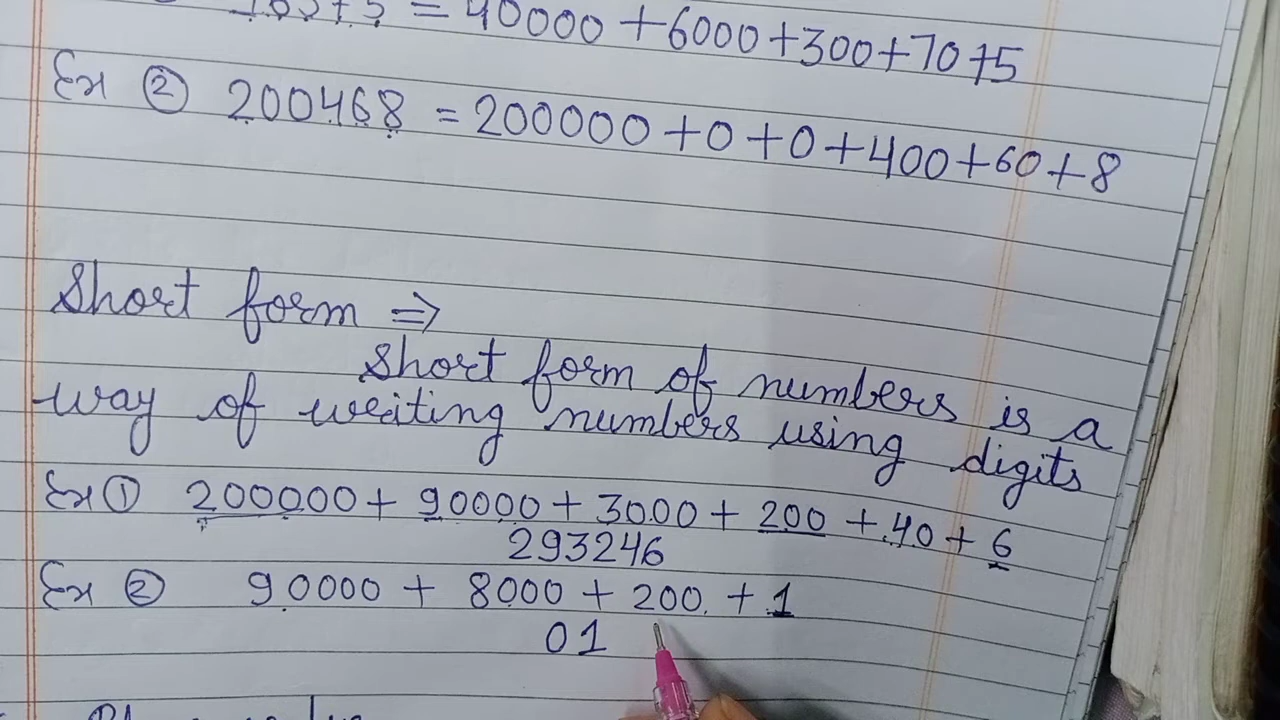 = 40000 + 6000 + 300 + 70 + 5
Ex ② 200468 = 200000 + 0 + 0 + 400 + 60 + 8
Short form ⇒
Short form of numbers is a
way of writing numbers using digits
Ex ① 200000 + 90000 + 3000 + 200 + 40 + 6
293246
Ex ② 90000 + 8000 + 200 + 1
01